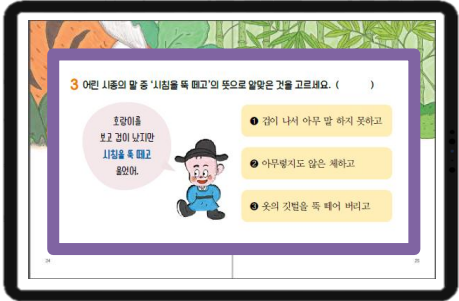 3 어린 시종의 말 중 '시침을 뚝 떼고'의 뜻으로 알맞은 것을 고르세요. (      )
호랑이를
보고 겁이 났지만
시침을 뚝 떼고
울었어.
❶ 겁이 나서 아무 말 하지 못하고
❷ 아무렇지도 않은 체하고
❸ 옷의 깃털을 뚝 떼어 버리고
24
25